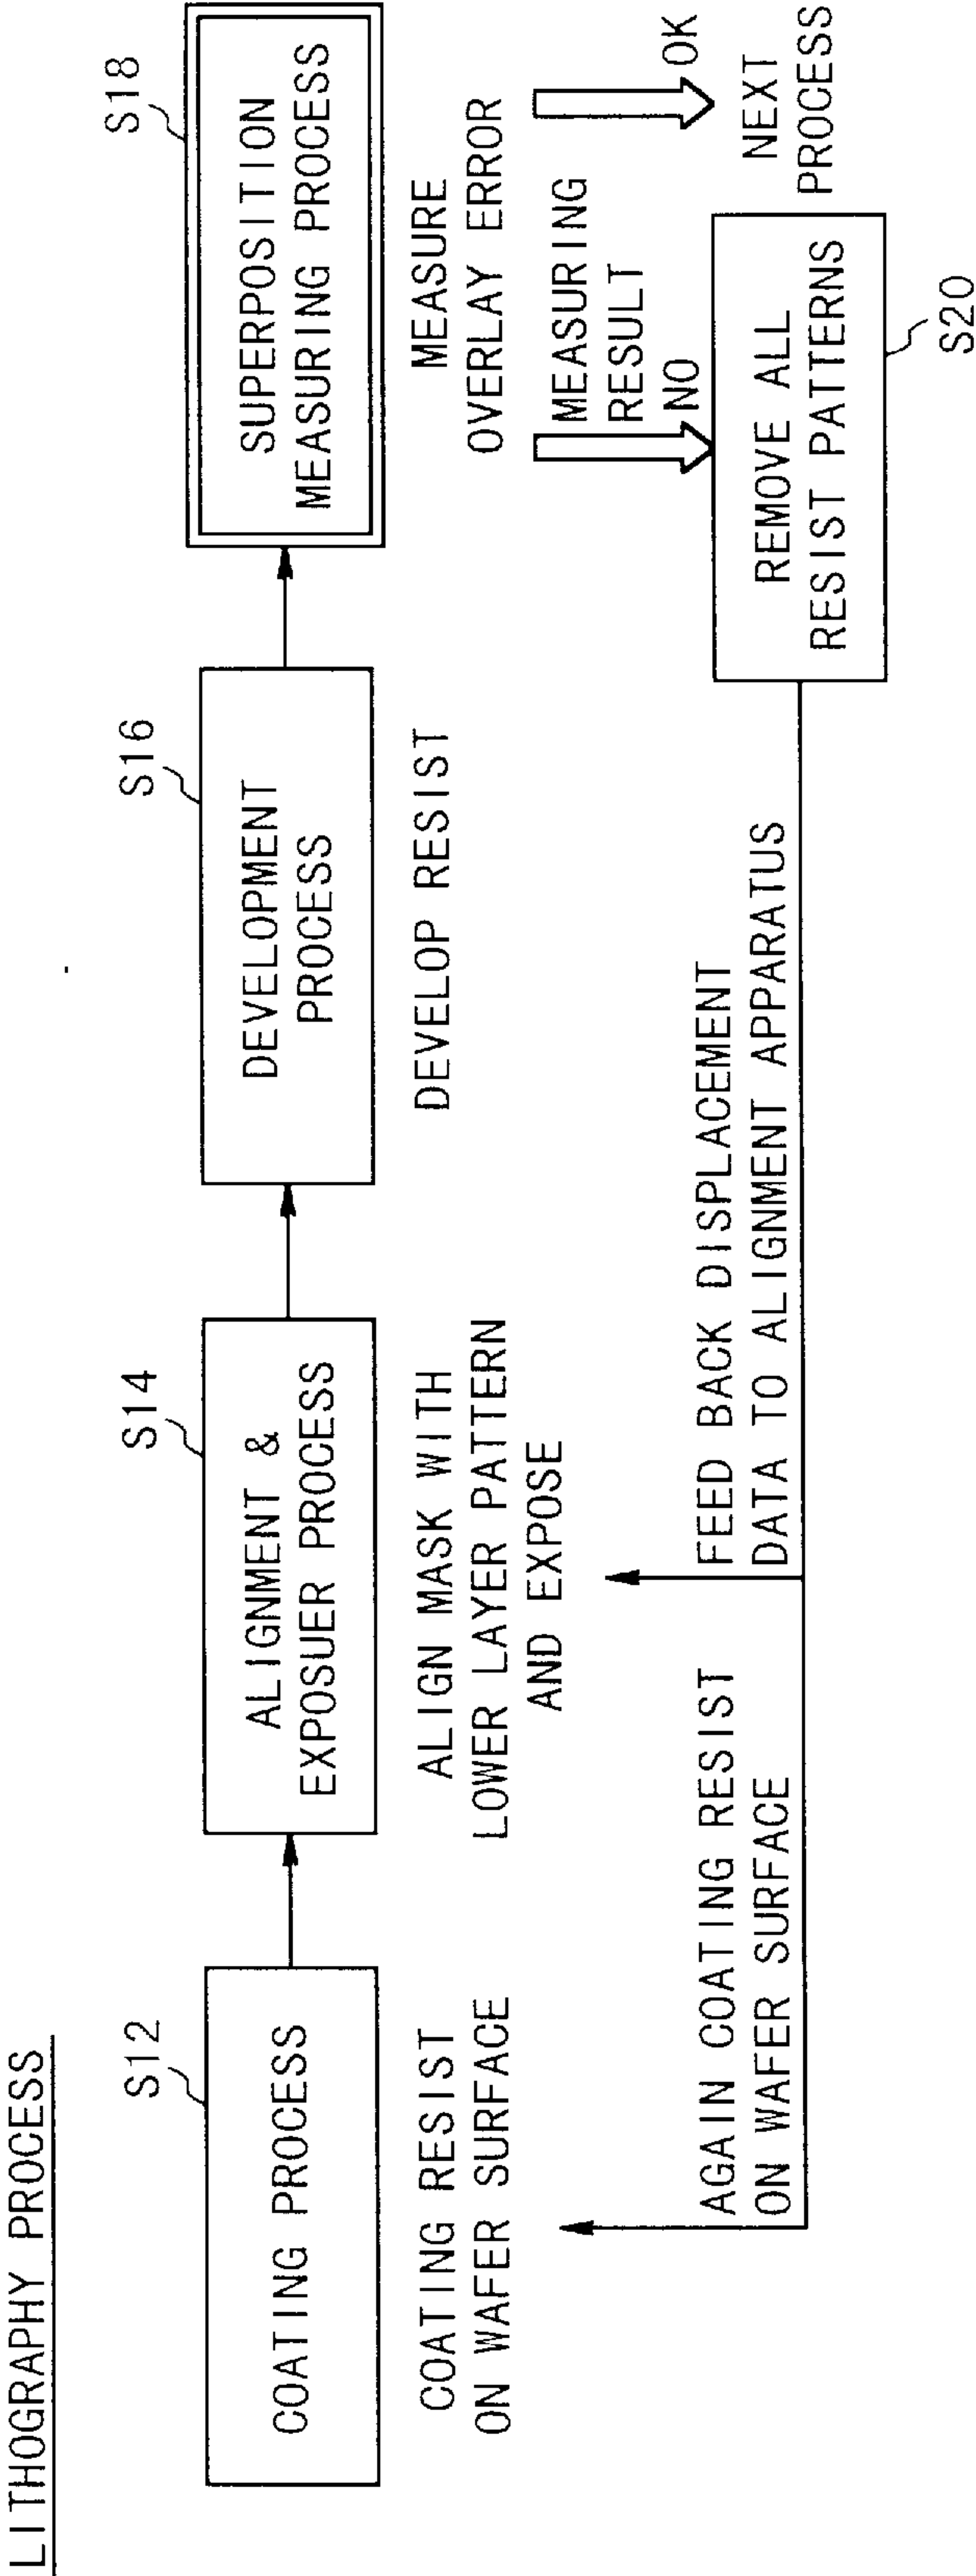 LITHOGRAPHY PROCESS
S12
COATING PROCESS
COATING RESIST
ON WAFER SURFACE
S14
ALIGNMENT &
EXPOSUER PROCESS
ALIGN MASK WITH
LOWER LAYER PATTERN
AND EXPOSE
S16
DEVELOPMENT
PROCESS
DEVELOP RESIST
S18
SUPERPOSITION
MEASURING PROCESS
MEASURE
OVERLAY ERROR
MEASURING
RESULT
NO
OK
NEXT
PROCESS
REMOVE ALL
RESIST PATTERNS
S20
FEED BACK DISPLACEMENT
DATA TO ALIGNMENT APPARATUS
AGAIN COATING RESIST
ON WAFER SURFACE